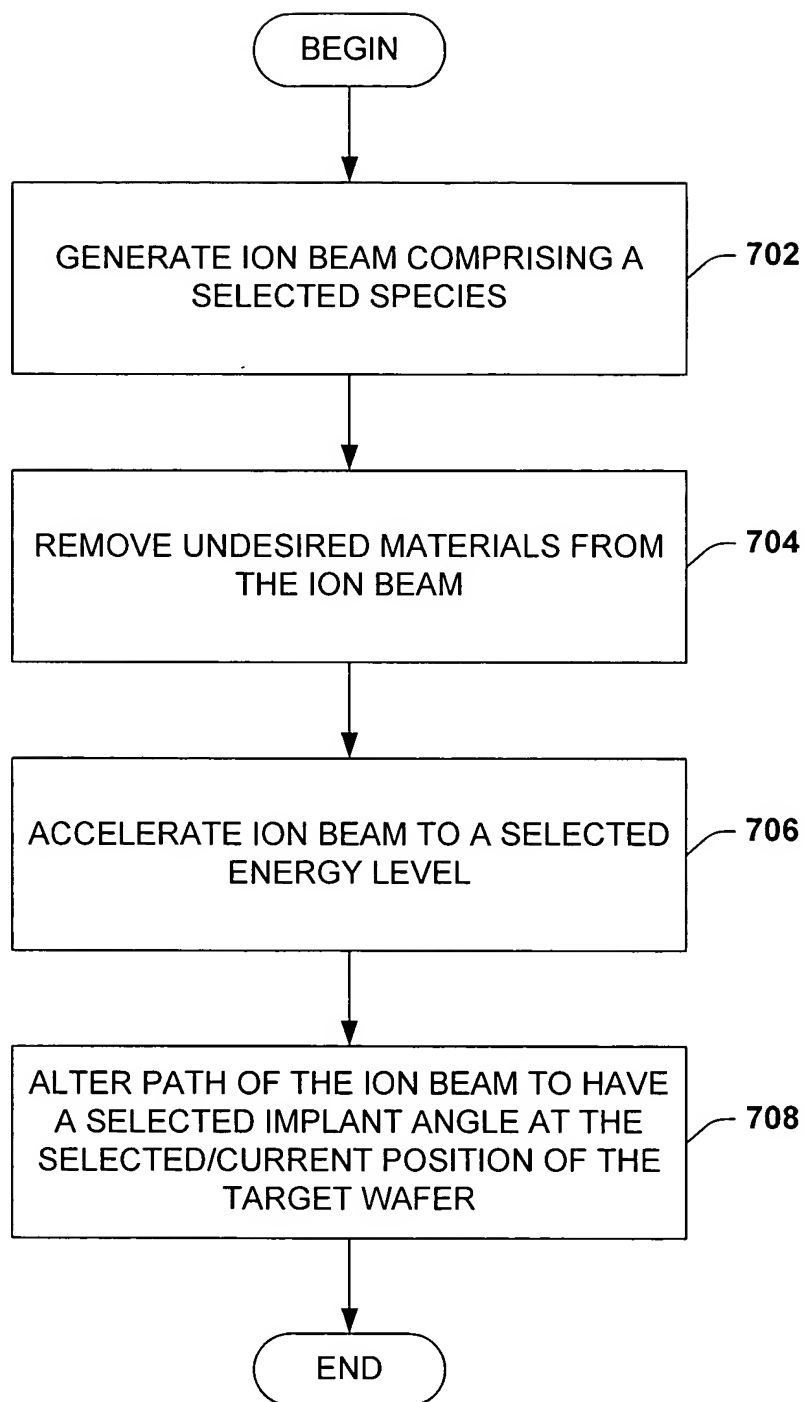 BEGIN
GENERATE ION BEAM COMPRISING A
SELECTED SPECIES
702
REMOVE UNDESIRED MATERIALS FROM
THE ION BEAM
704
ACCELERATE ION BEAM TO A SELECTED
ENERGY LEVEL
706
ALTER PATH OF THE ION BEAM TO HAVE
A SELECTED IMPLANT ANGLE AT THE
SELECTED/CURRENT POSITION OF THE
TARGET WAFER
708
END